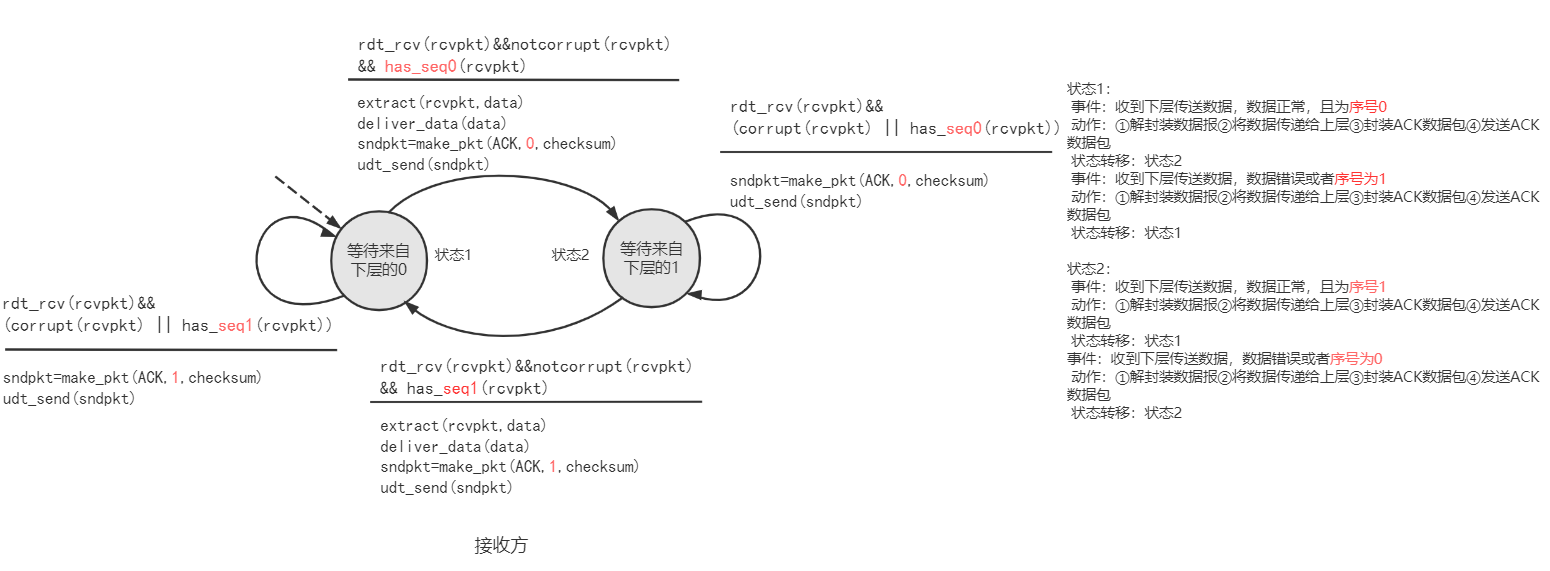 rdt_rcv(rcvpkt)&&notcorrupt(rcvpkt)
&& has_seq0(rcvpkt)
extract(rcvpkt,data)
deliver_data(data)
sndpkt=make_pkt(ACK,0,checksum)
udt_send(sndpkt)
rdt_rcv(rcvpkt)&&
(corrupt(rcvpkt) || has_seq0(rcvpkt))
sndpkt=make_pkt(ACK,0,checksum)
udt_send(sndpkt)
等待来自
下层的0
状态1
状态2
等待来自
下层的1
rdt_rcv(rcvpkt)&&
(corrupt(rcvpkt) || has_seq1(rcvpkt))
sndpkt=make_pkt(ACK,1,checksum)
udt_send(sndpkt)
rdt_rcv(rcvpkt)&&notcorrupt(rcvpkt)
&& has_seq1(rcvpkt)
extract(rcvpkt,data)
deliver_data(data)
sndpkt=make_pkt(ACK,1,checksum)
udt_send(sndpkt)
接收方
状态1：
事件：收到下层传送数据，数据正常，且为序号0
动作：①解封装数据报②将数据传递给上层③封装ACK数据包④发送ACK
数据包
状态转移：状态2
事件：收到下层传送数据，数据错误或者序号为1
动作：①解封装数据报②将数据传递给上层③封装ACK数据包④发送ACK
数据包
状态转移：状态1
状态2：
事件：收到下层传送数据，数据正常，且为序号1
动作：①解封装数据报②将数据传递给上层③封装ACK数据包④发送ACK
数据包
状态转移：状态1
事件：收到下层传送数据，数据错误或者序号为0
动作：①解封装数据报②将数据传递给上层③封装ACK数据包④发送ACK
数据包
状态转移：状态2